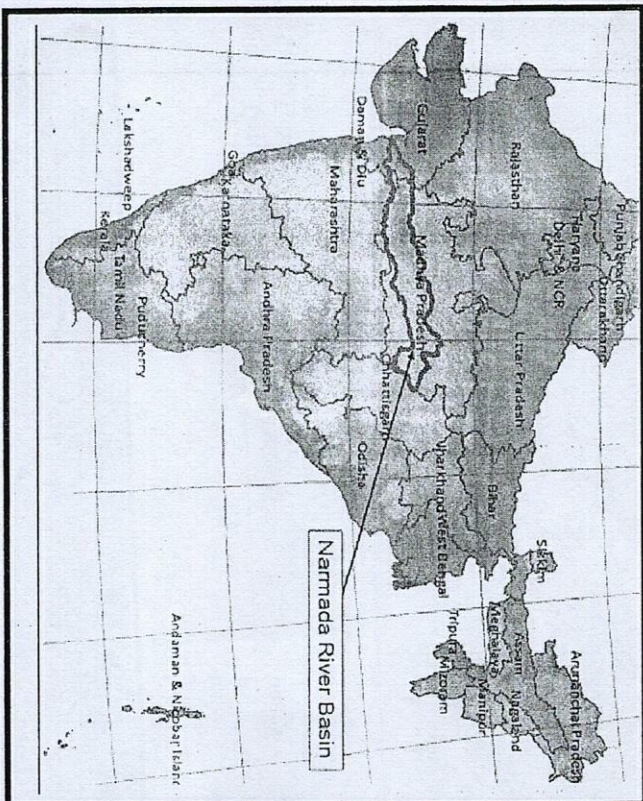 Punjab
Chandigarh
Uttarakhand
Haryana
Delhi & NCR
Rajasthan
Uttar Pradesh
Sikkim
Arunanchal Pradesh
Assam
Nagaland
Meghalaya
Manipur
Bihar
Gujarat
Madhya Pradesh
Jharkhand
West Bengal
Tripura
Mizoram
Daman & Diu
Chhattisgarh
Maharashtra
Odisha
Narmada River Basin
Goa
Karnataka
Andhra Pradesh
Lakshadweep
Kerala
Tamil Nadu
Puducherry
Andaman & Nicobar Island